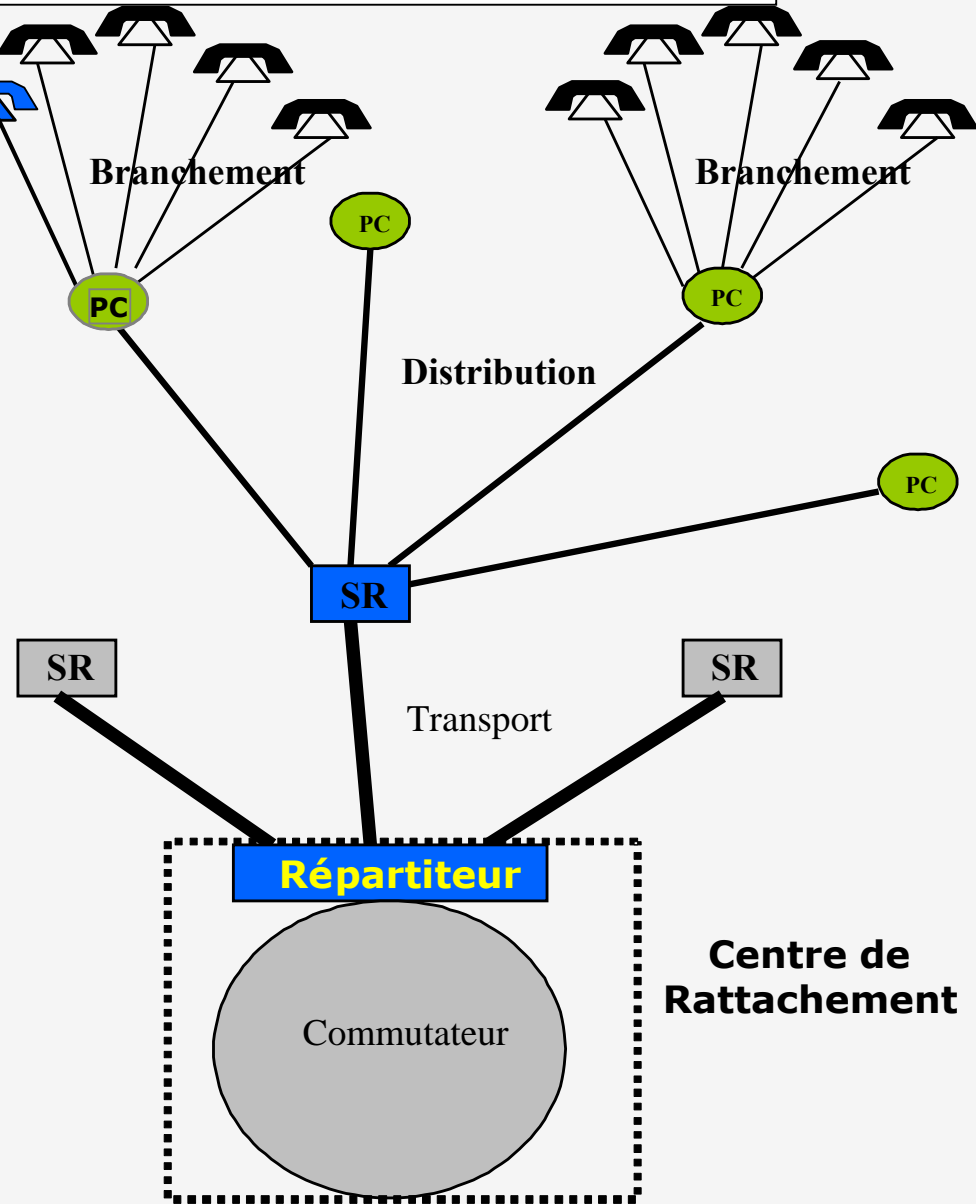 Branchement
Branchement
PC
PC
PC
Distribution
PC
SR
SR
SR
Transport
Répartiteur
Centre de
Rattachement
Commutateur